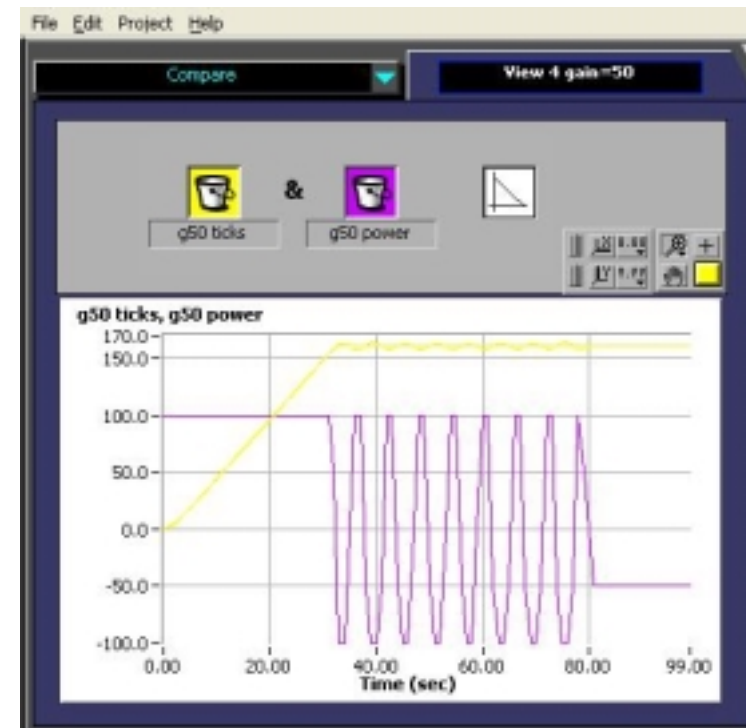 File Edit Project Help
Compare
View 4 gain=50
&
g50 ticks
g50 power
g50 ticks, g50 power
170.0
150.0
100.0
50.0
0.0
-50.0
-100.0
0.00 20.00 40.00 60.00 80.00 99.00
Time (sec)